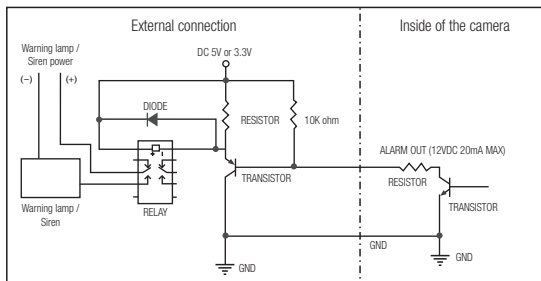 External connection
Inside of the camera
Warning lamp /
Siren power
(−)
(+)
DC 5V or 3.3V
DIODE
RESISTOR
10K ohm
ALARM OUT (12VDC 20mA MAX)
RESISTOR
TRANSISTOR
TRANSISTOR
RELAY
Warning lamp /
Siren
GND
GND
GND